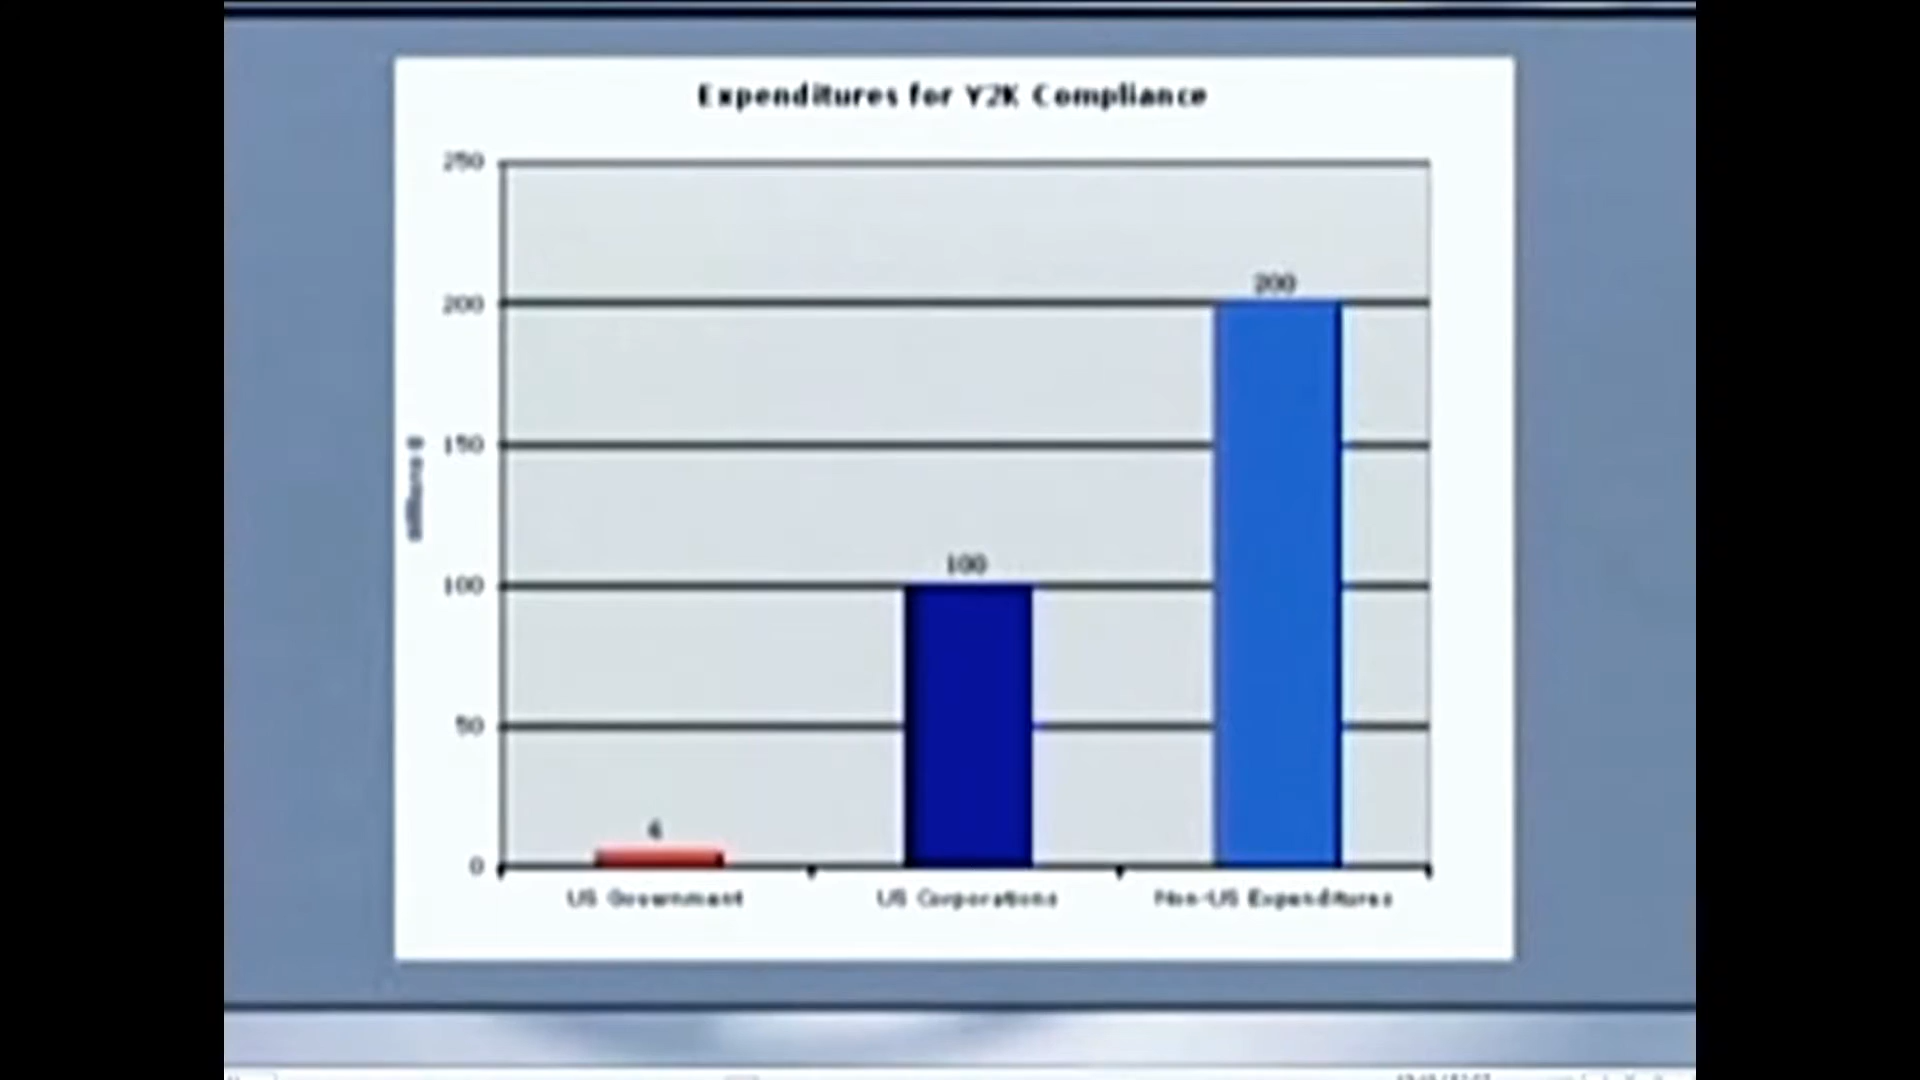 Expenditures for Y2K Compliance
250
200
200
150
100
100
50
6
0
US Government
US Corporations
Non-US Expenditures